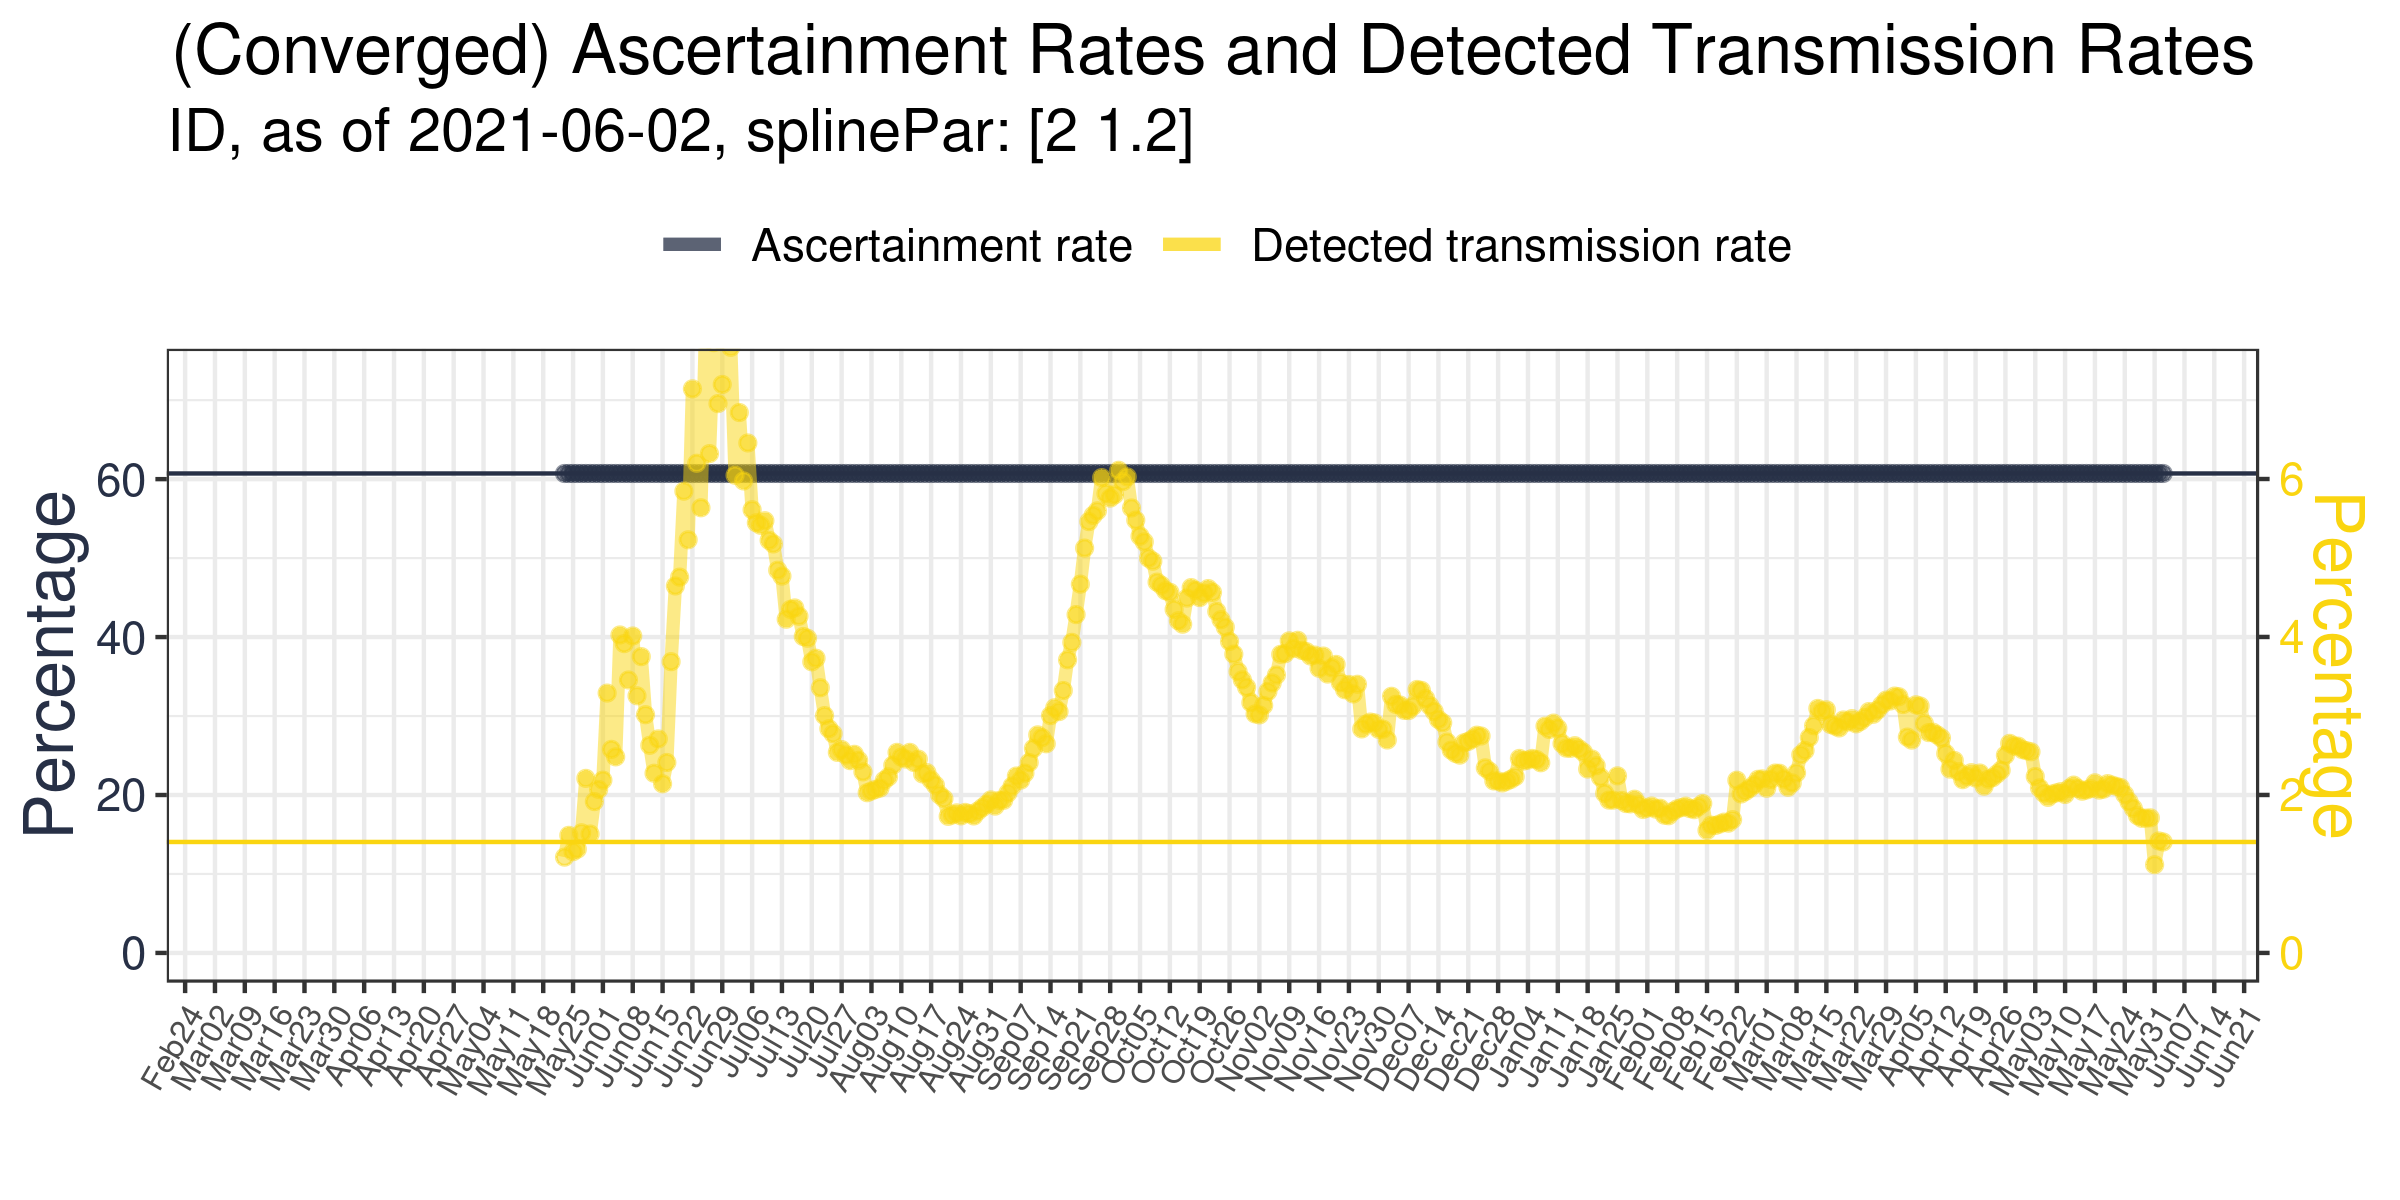 (Converged) Ascertainment Rates and Detected Transmission Rates
ID, as of 2021-06-02, splinePar: [2 1.2]
Ascertainment rate Detected transmission rate
Percentage
60
40
20
0
6
4
2
0
Percentage
Feb24 Mar02 Mar09 Mar16 Mar23 Mar30 Apr06 Apr13 Apr20 Apr27 May04 May11 May18 May25 Jun01 Jun08 Jun15 Jun22 Jun29 Jul06 Jul13 Jul20 Jul27 Aug03 Aug10 Aug17 Aug24 Aug31 Sep07 Sep14 Sep21 Sep28 Oct05 Oct12 Oct19 Oct26 Nov02 Nov09 Nov16 Nov23 Nov30 Dec07 Dec14 Dec21 Dec28 Jan04 Jan11 Jan18 Jan25 Feb01 Feb08 Feb15 Feb22 Mar01 Mar08 Mar15 Mar22 Mar29 Apr05 Apr12 Apr19 Apr26 May03 May10 May17 May24 May31 Jun07 Jun14 Jun21